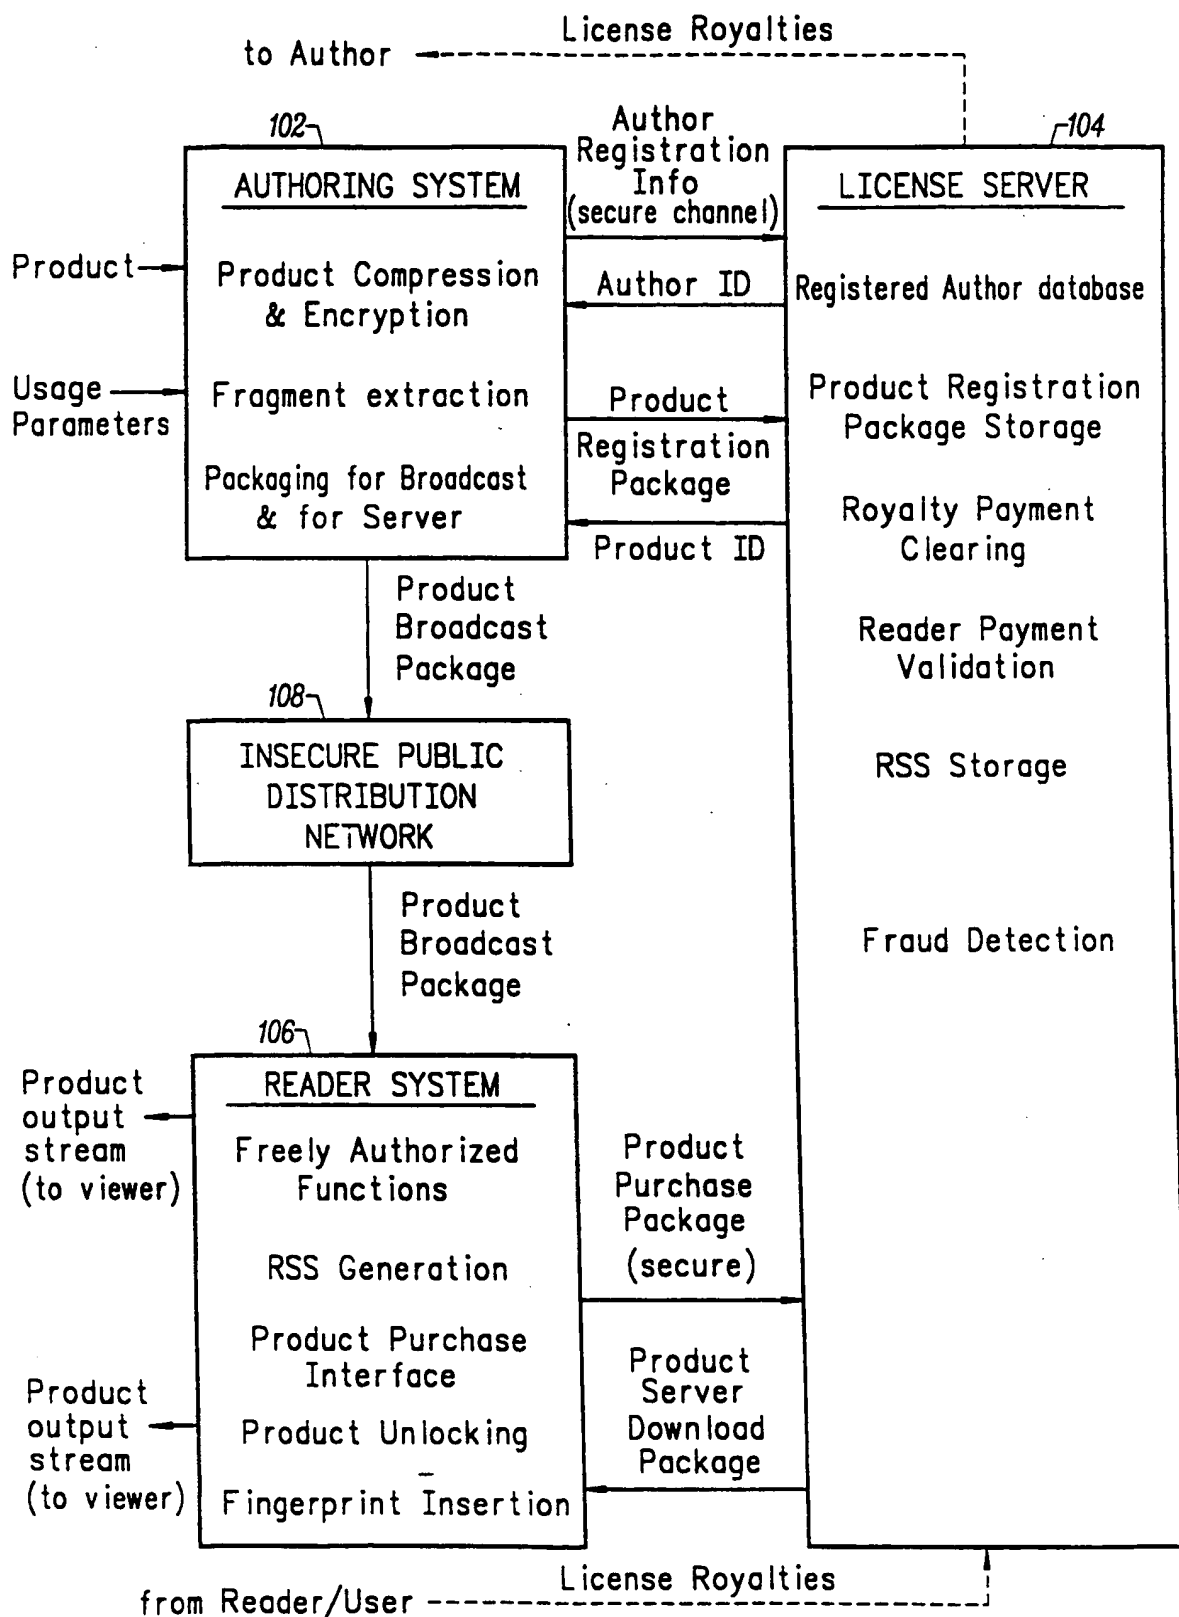 License Royalties
to Author
102
104
AUTHORING SYSTEM
Product Compression
& Encryption
Fragment extraction
Packaging for Broadcast
& for Server
Product
Usage
Parameters
Author
Registration
Info
(secure channel)
Author ID
Product
Registration
Package
Product ID
LICENSE SERVER
Registered Author database
Product Registration
Package Storage
Royalty Payment
Clearing
Reader Payment
Validation
RSS Storage
Fraud Detection
Product
Broadcast
Package
108
INSECURE PUBLIC
DISTRIBUTION
NETWORK
Product
Broadcast
Package
106
READER SYSTEM
Freely Authorized
Functions
RSS Generation
Product Purchase
Interface
Product Unlocking
Fingerprint Insertion
Product
output
stream
(to viewer)
Product
output
stream
(to viewer)
Product
Purchase
Package
(secure)
Product
Server
Download
Package
License Royalties
from Reader/User